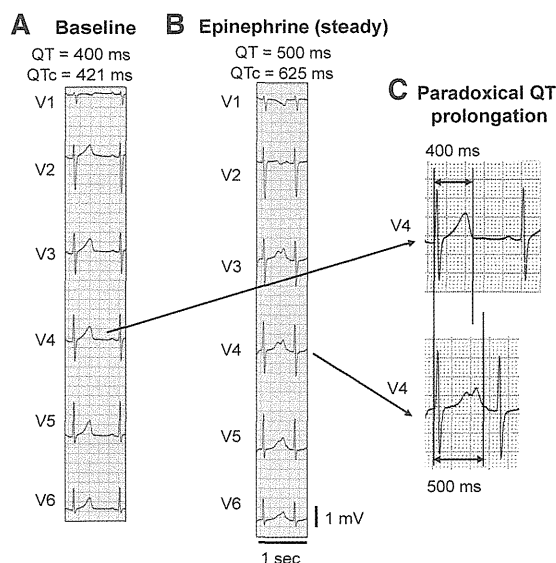 A Baseline
QT = 400 ms
QTc = 421 ms
V1
V2
V3
V4
V5
V6
B Epinephrine (steady)
QT = 500 ms
QTc = 625 ms
V1
V2
V3
V4
V5
V6
1 mV
1 sec
C Paradoxical QT
prolongation
400 ms
V4
V4
500 ms